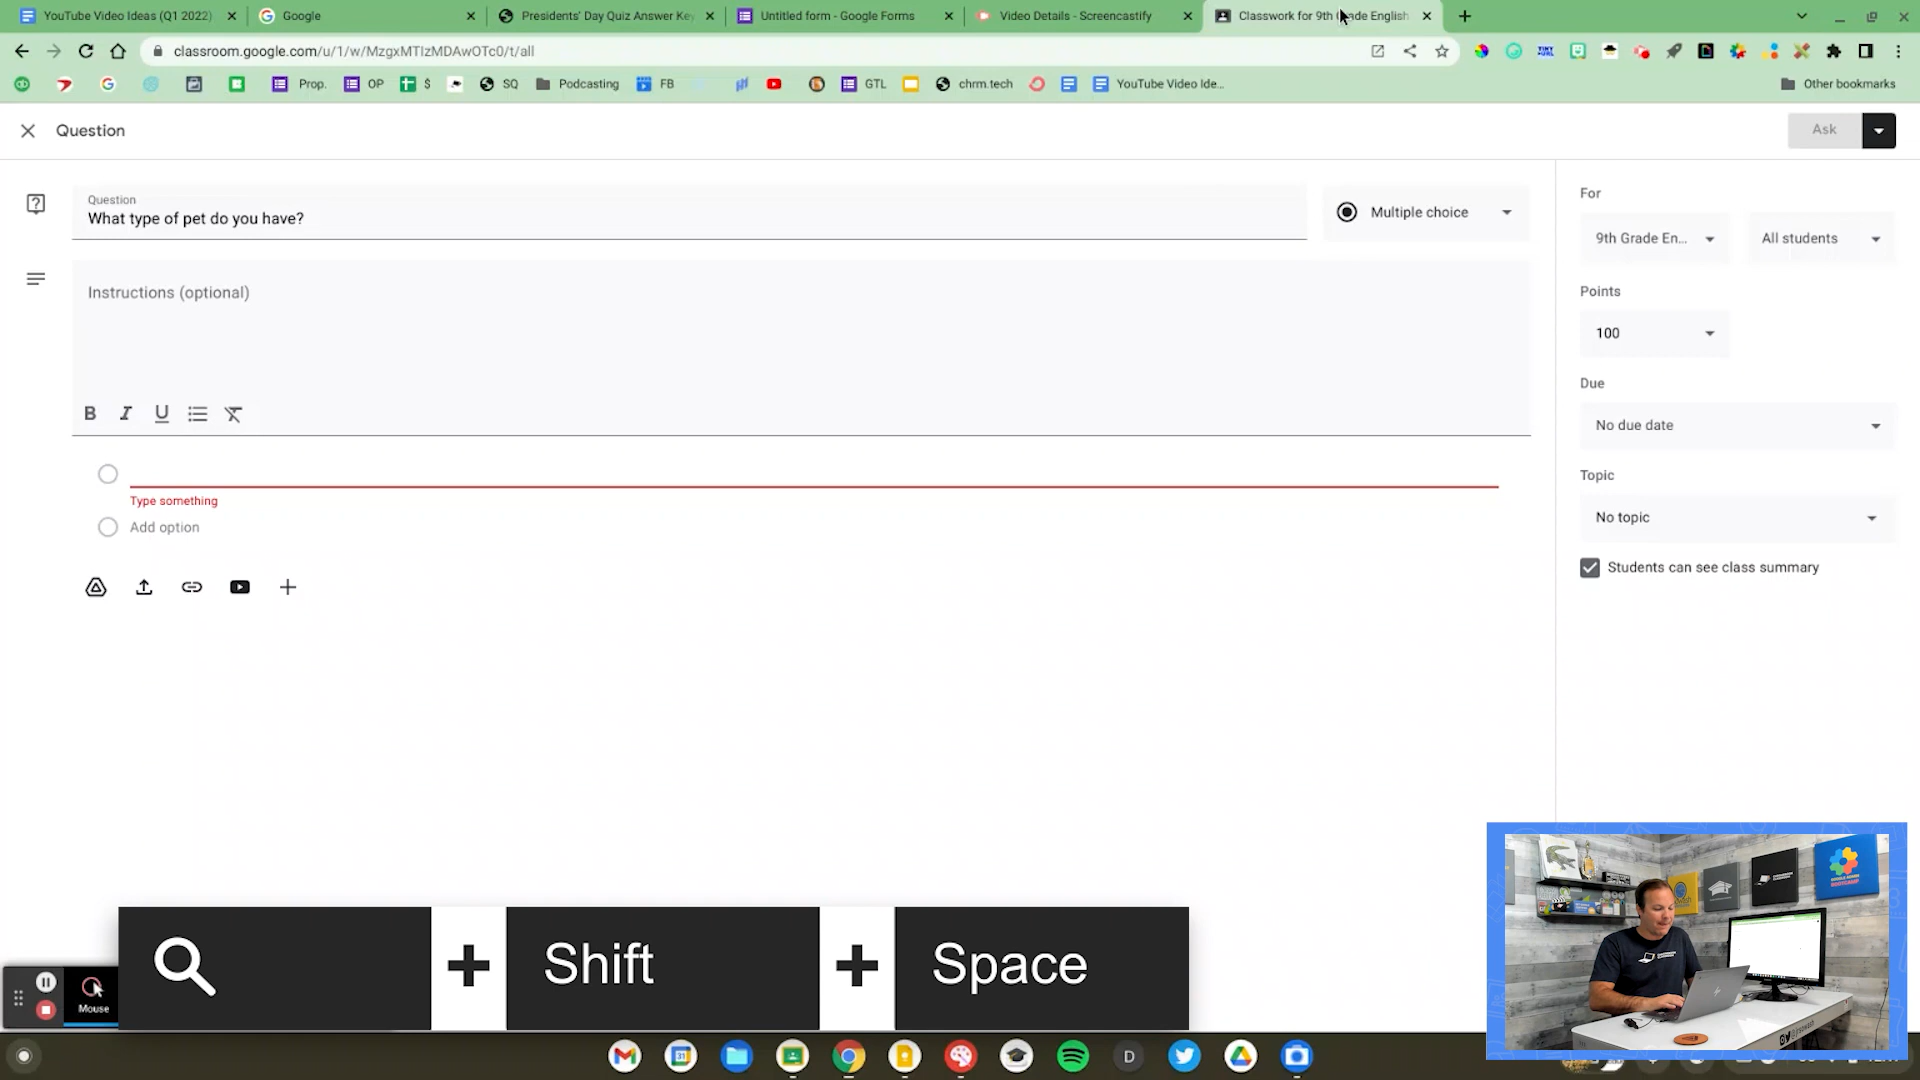 YouTube Video Ideas (Q1 2022)
Google
Presidents' Day Quiz Answer Key
Untitled form - Google Forms
Video Details - Screencastify
Classwork for 9th Grade English
classroom.google.com/u/1/w/MzgxMTIzMDAwOTc0/t/all
Prop.
OP
$
SQ
Podcasting
FB
GTL
chrm.tech
YouTube Video Ide...
Other bookmarks
Question
Ask
Question
What type of pet do you have?
Multiple choice
Instructions (optional)
B I U
Type something
Add option
For
9th Grade En...
All students
Points
100
Due
No due date
Topic
No topic
Students can see class summary
Mouse
+ Shift + Space
D